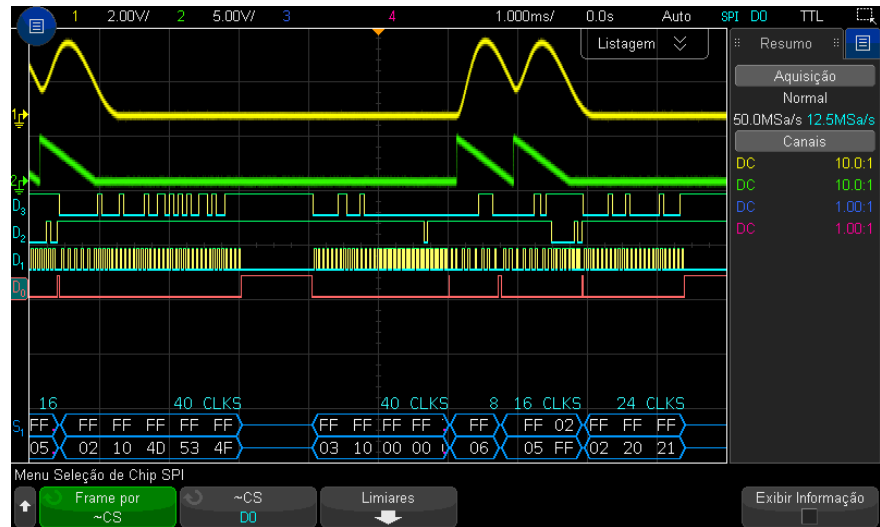 1 2.00V/ 2 5.00V/ 3 4 1.000ms/ 0.0s Auto SPI D0 TTL
Listagem
Resumo
Aquisição
Normal
50.0MSa/s 12.5MSa/s
Canais
DC 10.0:1
DC 10.0:1
DC 1.00:1
DC 1.00:1
1
2
D3
D2
D1
D0
16 40 CLKS 40 CLKS 8 16 CLKS 24 CLKS
S1 FF FF FF FF FF FF FF FF FF FF FF FF 02 FF FF FF
05 02 10 4D 53 4F 03 10 00 00 06 05 FF 02 20 21
Menu Seleção de Chip SPI
Frame por
~CS
~CS
D0
Limiares
Exibir Informação